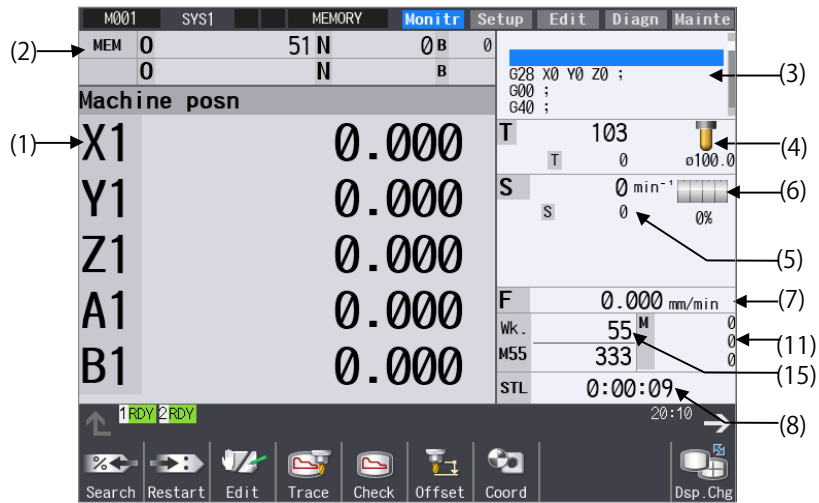 M001 SYS1 MEMORY Monitr Setup Edit Diagn Mainte
(2) MEM O 51 N 0 B 0
O N B
G28 X0 Y0 Z0 ; (3)
G00 ;
G40 ;
Machine posn
(1) X1 0.000
Y1 0.000
Z1 0.000
A1 0.000
B1 0.000
T 103 (4)
T 0 ø100.0
S 0 min⁻¹ (6)
S 0 0%
(5)
F 0.000 mm/min (7)
Wk. 55 M 0
0 (11)
M55 333 0
(15)
STL 0:00:09
(8)
1 RDY 2 RDY 20:10
Search Restart Edit Trace Check Offset Coord Dsp.Chg